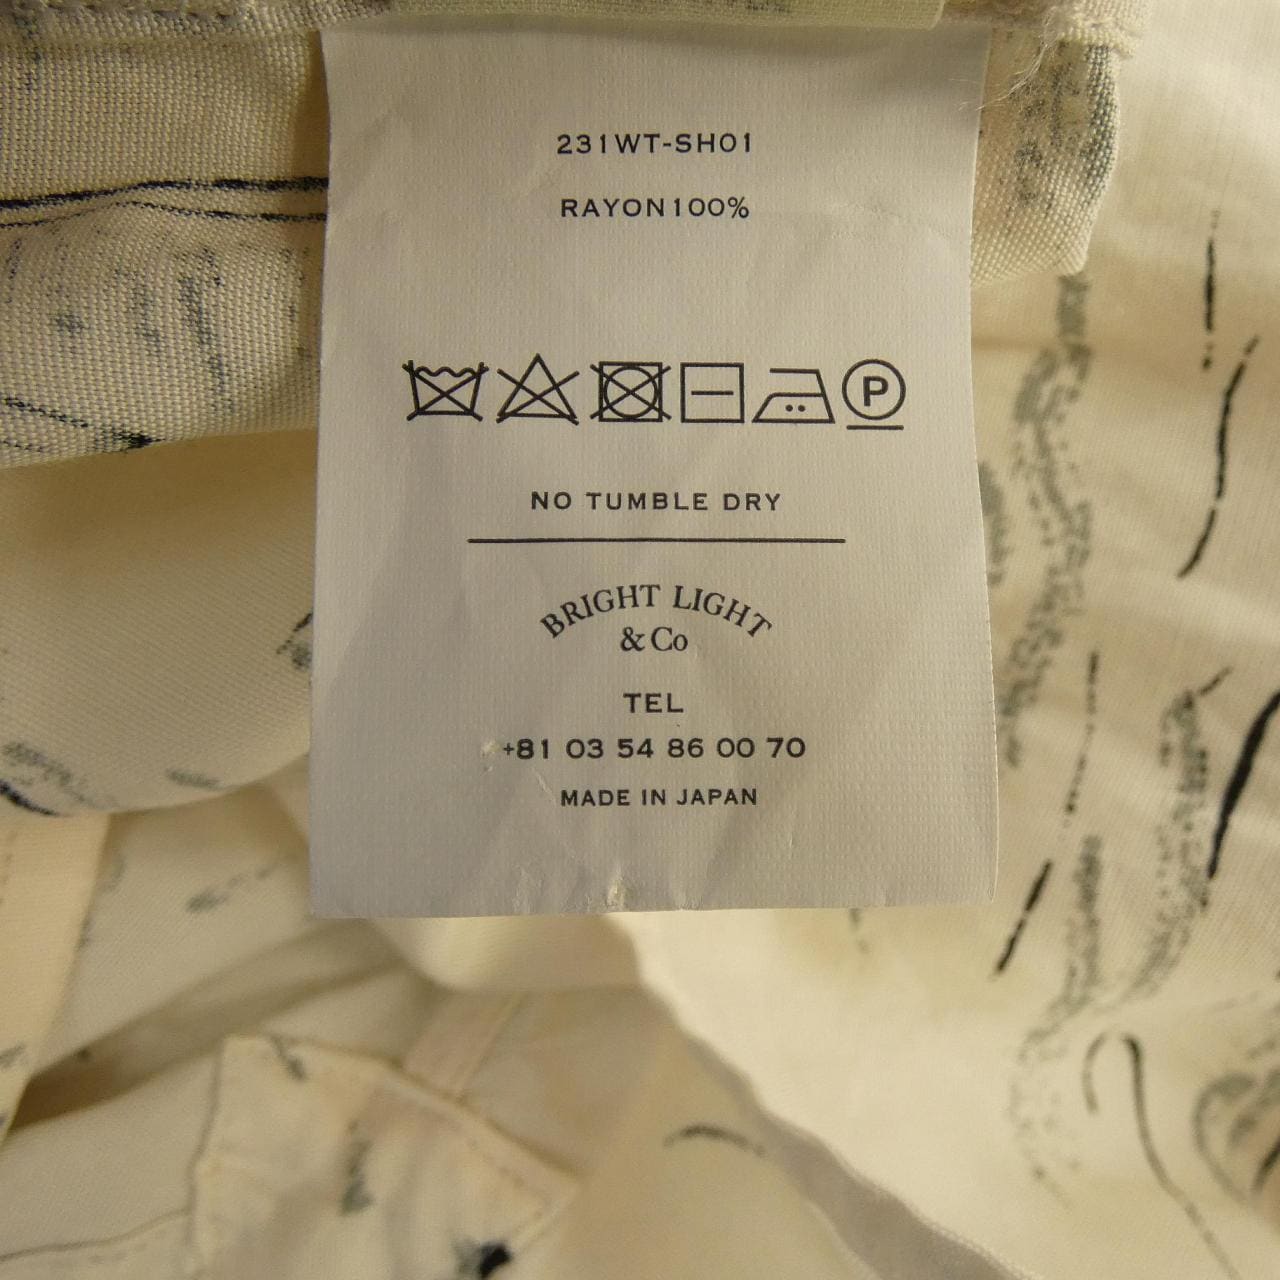 231WT-SH01
RAYON100%
P
NO TUMBLE DRY
BRIGHT LIGHT
& Co
TEL
+81 03 54 86 00 70
MADE IN JAPAN